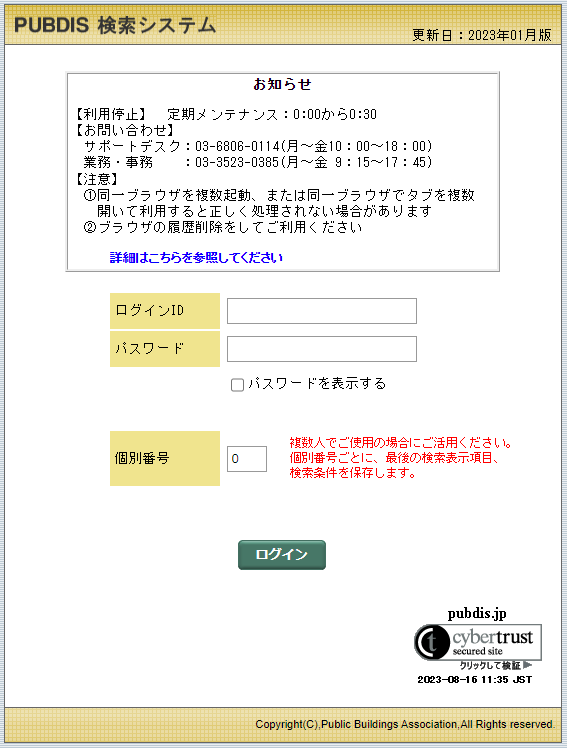 PUBDIS 検索システム
更新日：2023年01月版
お知らせ
【利用停止】　定期メンテナンス：0:00から0:30
【お問い合わせ】
サポートデスク：03-6806-0114(月～金10：00～18：00)
業務・事務　　：03-3523-0385(月～金 9：15～17：45)
【注意】
①同一ブラウザを複数起動、または同一ブラウザでタブを複数
開いて利用すると正しく処理されない場合があります
②ブラウザの履歴削除をしてご利用ください
詳細はこちらを参照してください
ログインID
パスワード
パスワードを表示する
個別番号
0
複数人でご使用の場合にご活用ください。
個別番号ごとに、最後の検索表示項目、
検索条件を保存します。
ログイン
pubdis.jp
cybertrust
secured site
クリックして検証▶
2023-08-16 11:35 JST
Copyright(C),Public Buildings Association,All Rights reserved.